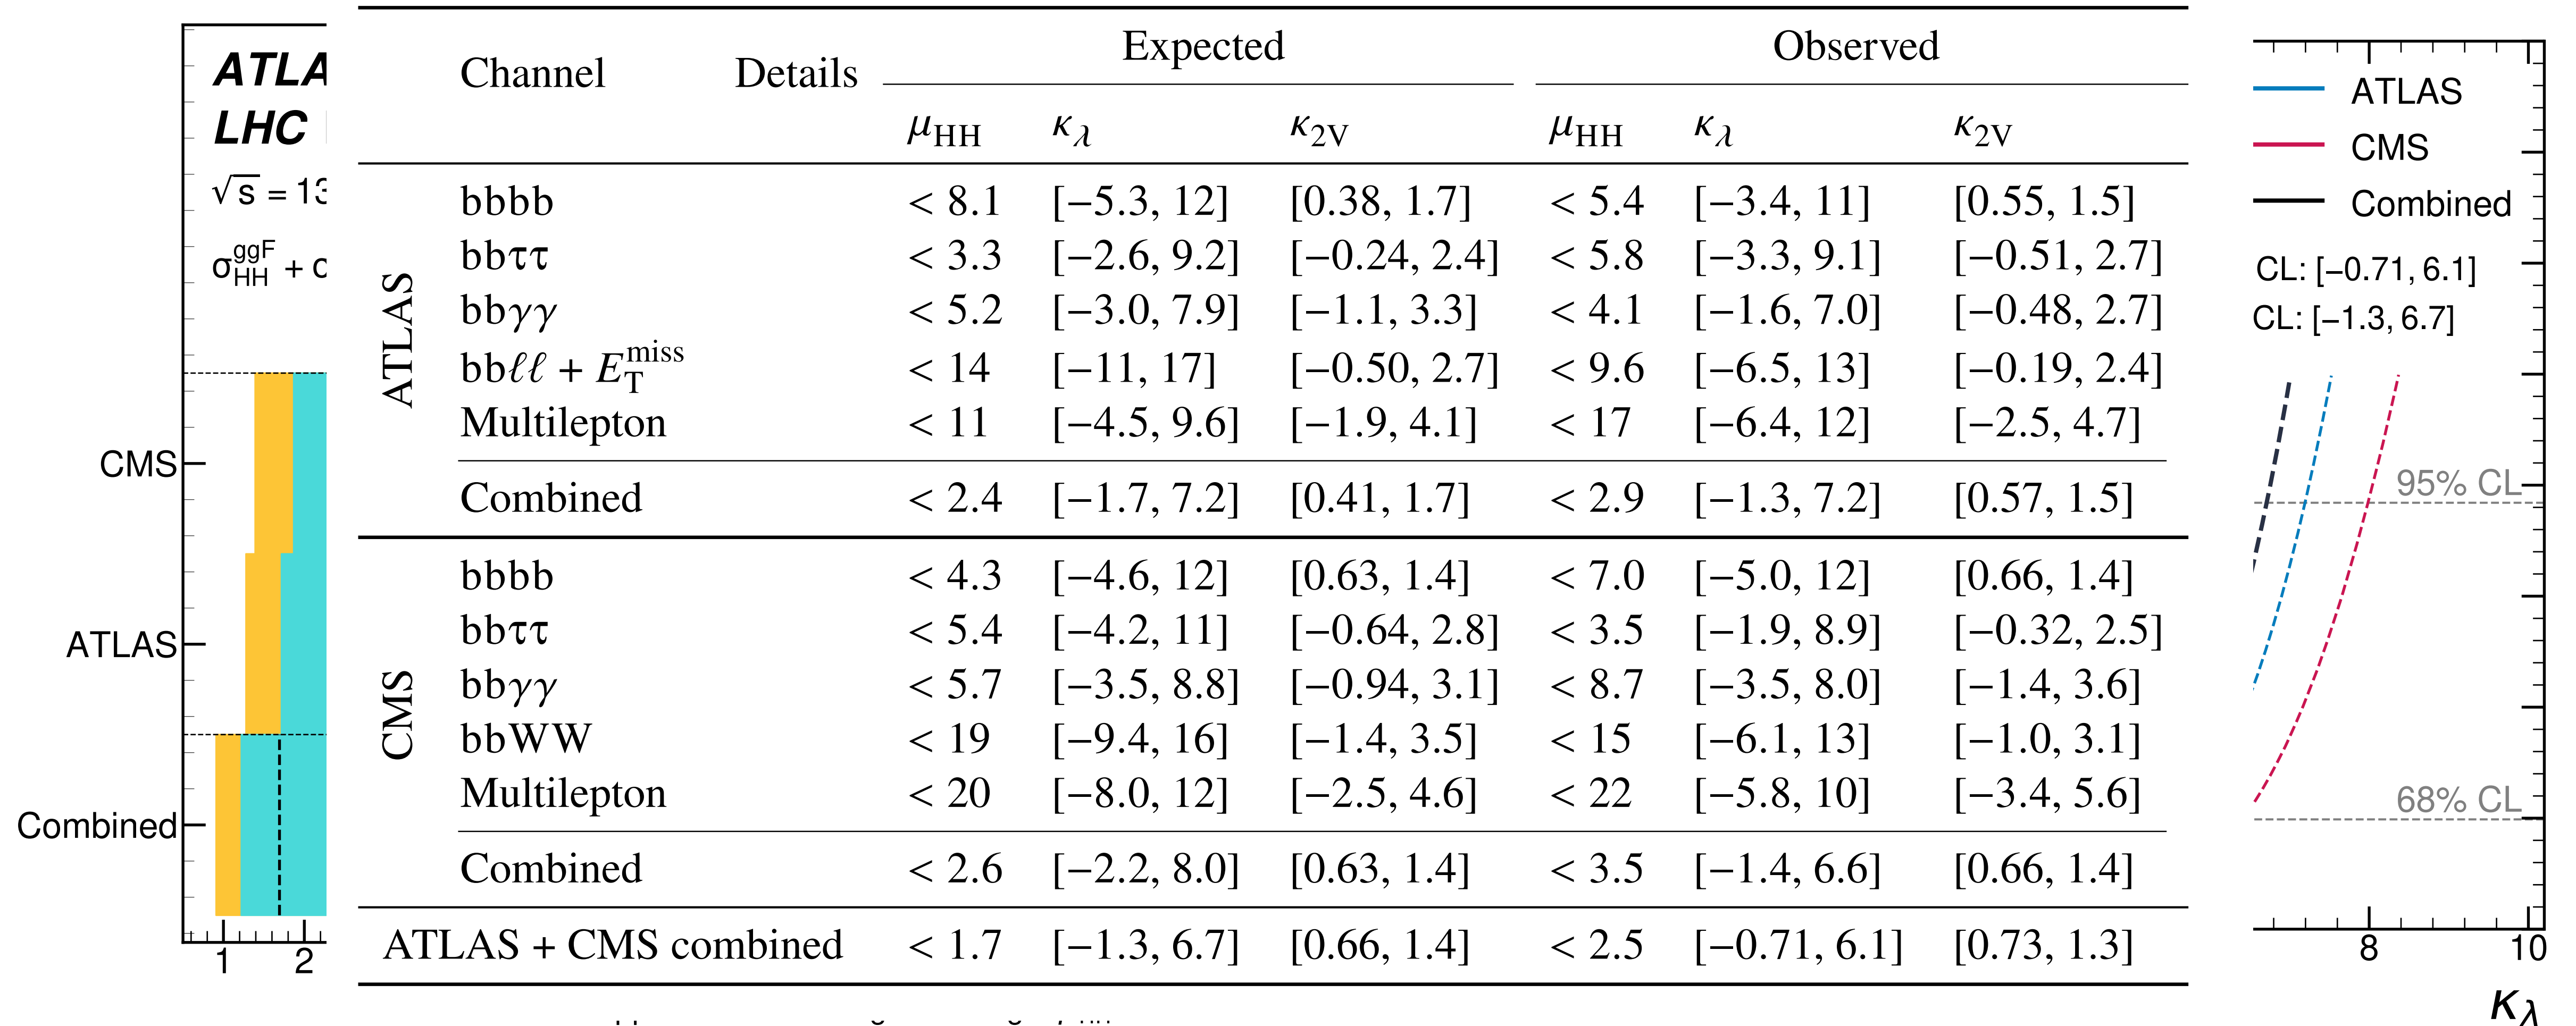 ATLA
LHC
√s = 13
σ^ggF_HH + σ
CMS
ATLAS
Combined
1 2
Channel Details Expected Observed
μ_HH κ_λ κ_2V μ_HH κ_λ κ_2V
ATLAS
bbbb < 8.1 [−5.3, 12] [0.38, 1.7] < 5.4 [−3.4, 11] [0.55, 1.5]
bbττ < 3.3 [−2.6, 9.2] [−0.24, 2.4] < 5.8 [−3.3, 9.1] [−0.51, 2.7]
bbγγ < 5.2 [−3.0, 7.9] [−1.1, 3.3] < 4.1 [−1.6, 7.0] [−0.48, 2.7]
bbℓℓ + E_T^miss < 14 [−11, 17] [−0.50, 2.7] < 9.6 [−6.5, 13] [−0.19, 2.4]
Multilepton < 11 [−4.5, 9.6] [−1.9, 4.1] < 17 [−6.4, 12] [−2.5, 4.7]
Combined < 2.4 [−1.7, 7.2] [0.41, 1.7] < 2.9 [−1.3, 7.2] [0.57, 1.5]
CMS
bbbb < 4.3 [−4.6, 12] [0.63, 1.4] < 7.0 [−5.0, 12] [0.66, 1.4]
bbττ < 5.4 [−4.2, 11] [−0.64, 2.8] < 3.5 [−1.9, 8.9] [−0.32, 2.5]
bbγγ < 5.7 [−3.5, 8.8] [−0.94, 3.1] < 8.7 [−3.5, 8.0] [−1.4, 3.6]
bbWW < 19 [−9.4, 16] [−1.4, 3.5] < 15 [−6.1, 13] [−1.0, 3.1]
Multilepton < 20 [−8.0, 12] [−2.5, 4.6] < 22 [−5.8, 10] [−3.4, 5.6]
Combined < 2.6 [−2.2, 8.0] [0.63, 1.4] < 3.5 [−1.4, 6.6] [0.66, 1.4]
ATLAS + CMS combined < 1.7 [−1.3, 6.7] [0.66, 1.4] < 2.5 [−0.71, 6.1] [0.73, 1.3]
ATLAS
CMS
Combined
CL: [−0.71, 6.1]
CL: [−1.3, 6.7]
95% CL
68% CL
8 10
κ_λ